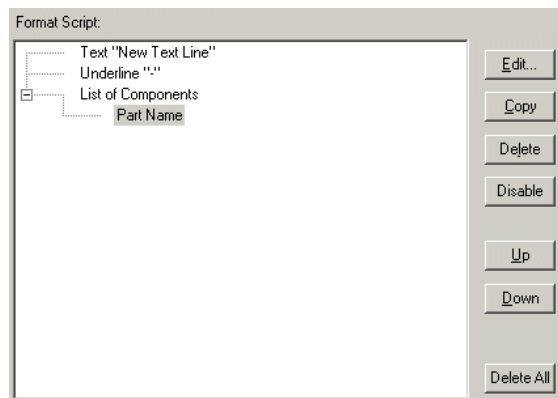 Format Script:
Text "New Text Line"
Underline "-"
List of Components
Part Name
Edit...
Copy
Delete
Disable
Up
Down
Delete All